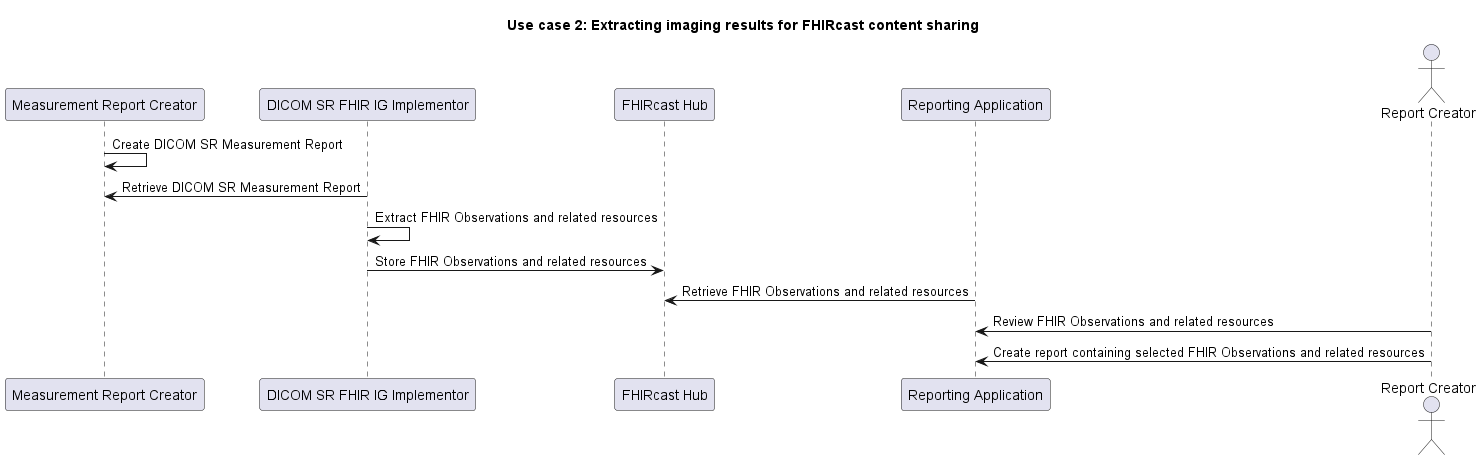 Use case 2: Extracting imaging results for FHIRcast content sharing
Measurement Report Creator
DICOM SR FHIR IG Implementor
FHIRcast Hub
Reporting Application
Report Creator
Create DICOM SR Measurement Report
Retrieve DICOM SR Measurement Report
Extract FHIR Observations and related resources
Store FHIR Observations and related resources
Retrieve FHIR Observations and related resources
Review FHIR Observations and related resources
Create report containing selected FHIR Observations and related resources
Measurement Report Creator
DICOM SR FHIR IG Implementor
FHIRcast Hub
Reporting Application
Report Creator